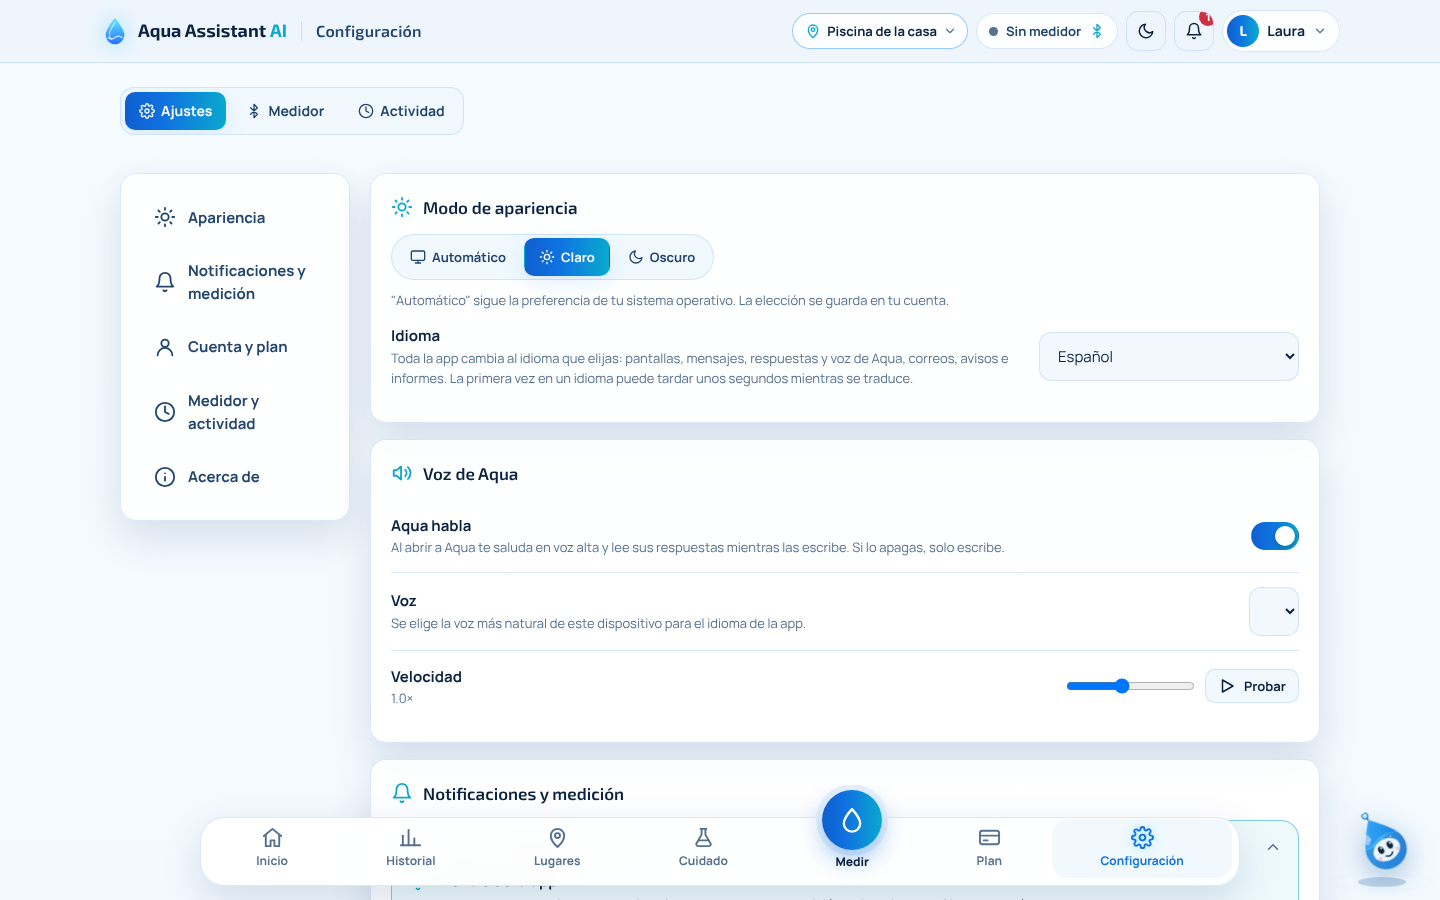 Aqua Assistant AI
Configuración
Piscina de la casa
Sin medidor
L
Laura
Ajustes
Medidor
Actividad
Apariencia
Notificaciones y
medición
Cuenta y plan
Medidor y
actividad
Acerca de
Modo de apariencia
Automático
Claro
Oscuro
"Automático" sigue la preferencia de tu sistema operativo. La elección se guarda en tu cuenta.
Idioma
Toda la app cambia al idioma que elijas: pantallas, mensajes, respuestas y voz de Aqua, correos, avisos e
informes. La primera vez en un idioma puede tardar unos segundos mientras se traduce.
Español
Voz de Aqua
Aqua habla
Al abrir a Aqua te saluda en voz alta y lee sus respuestas mientras las escribe. Si lo apagas, solo escribe.
Voz
Se elige la voz más natural de este dispositivo para el idioma de la app.
Velocidad
1.0×
Probar
Notificaciones y medición
Inicio
Historial
Lugares
Cuidado
Medir
Plan
Configuración